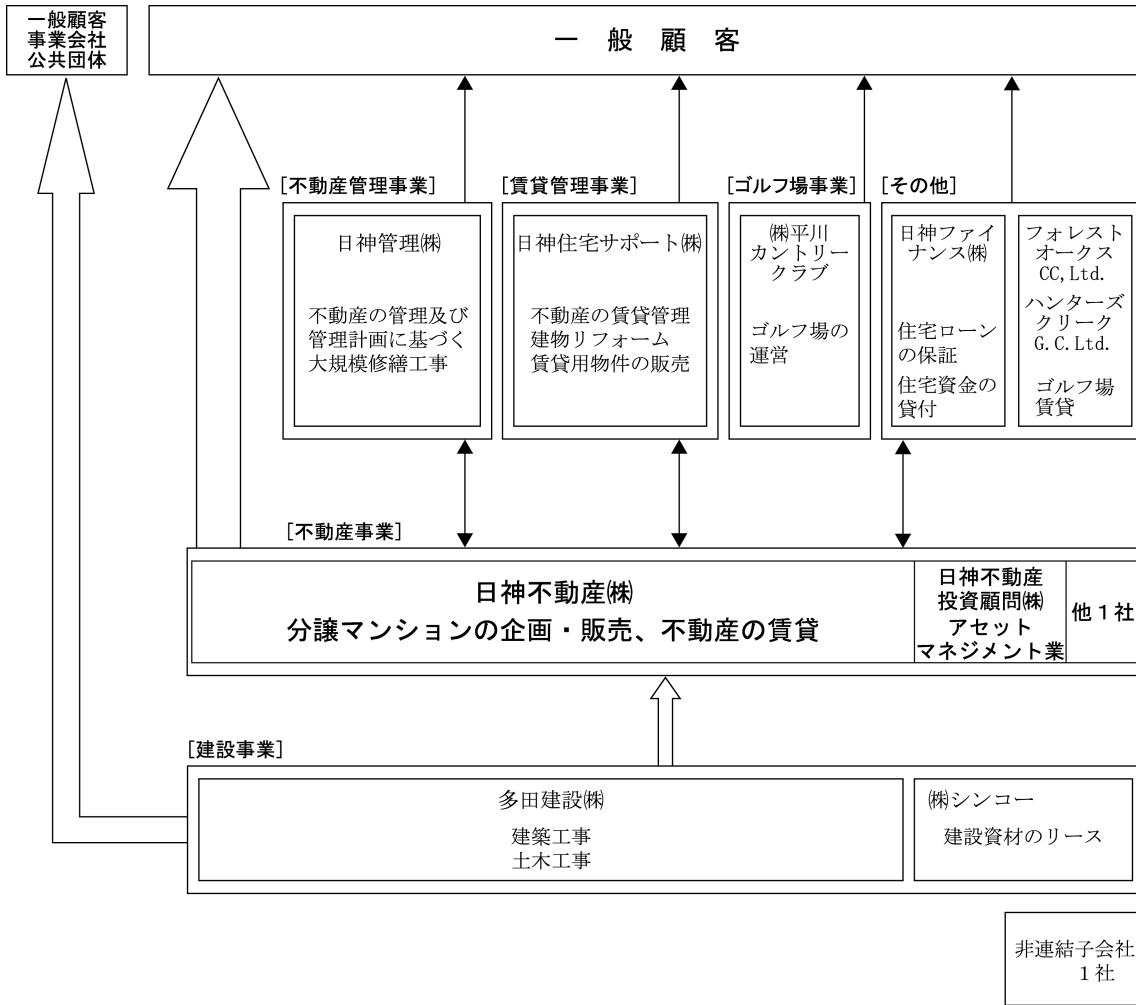 一般顧客
事業会社
公共団体
一 般 顧 客
[不動産管理事業]
日神管理㈱
不動産の管理及び
管理計画に基づく
大規模修繕工事
[賃貸管理事業]
日神住宅サポート㈱
不動産の賃貸管理
建物リフォーム
賃貸用物件の販売
[ゴルフ場事業]
㈱平川
カントリー
クラブ
ゴルフ場の
運営
[その他]
日神ファイ
ナンス㈱
住宅ローン
の保証
住宅資金の
貸付
フォレスト
オークス
CC,Ltd.
ハンターズ
クリーク
G.C.Ltd.
ゴルフ場
賃貸
[不動産事業]
日神不動産㈱
分譲マンションの企画・販売、不動産の賃貸
日神不動産
投資顧問㈱
アセット
マネジメント業
他1社
[建設事業]
多田建設㈱
建築工事
土木工事
㈱シンコー
建設資材のリース
非連結子会社
1社